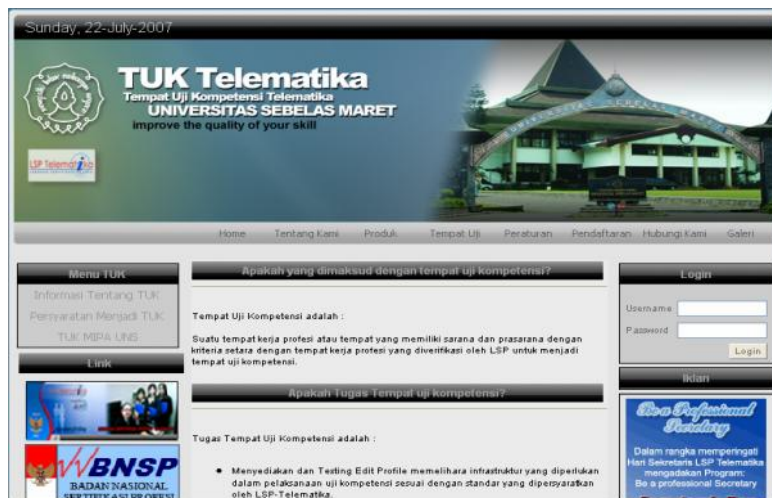 Sunday, 22-July-2007
TUK Telematika
Tempat Uji Kompetensi Telematika
UNIVERSITAS SEBELAS MARET
improve the quality of your skill
LSP Telematika
Home Tentang Kami Produk Tempat Uji Peraturan Pendaftaran Hubungi Kami Galeri
Menu TUK
Informasi Tentang TUK
Persyaratan Menjadi TUK
TUK MIPA UNS
Link
BNSP
BADAN NASIONAL
SERTIFIKASI PROFESI
Apakah yang dimaksud dengan tempat uji kompetensi?
Tempat Uji Kompetensi adalah :
Suatu tempat kerja profesi atau tempat yang memiliki sarana dan prasarana dengan
kriteria setara dengan tempat kerja profesi yang diverifikasi oleh LSP untuk menjadi
tempat uji kompetensi.
Apakah Tugas Tempat uji kompetensi?
Tugas Tempat Uji Kompetensi adalah :
Menyediakan dan Testing Edit Profile memelihara infrastruktur yang diperlukan
dalam pelaksanaan uji kompetensi sesuai dengan standar yang dipersyaratkan
oleh LSP-Telematika.
Login
Username
Password
Login
Iklan
Be a Professional
Secretary
Dalam rangka memperingati
Hari Sekretaris LSP Telematika
mengadakan Program:
Be a professional Secretary